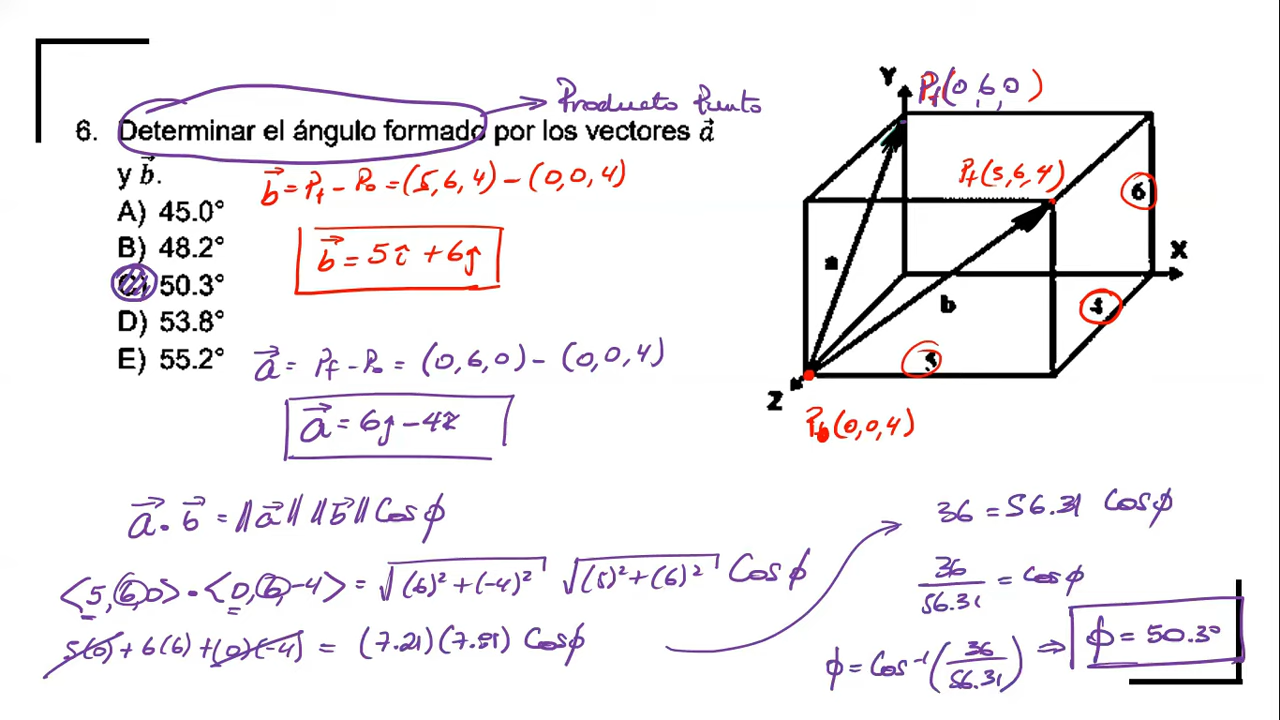 Producto Punto
6. Determinar el ángulo formado por los vectores a⃗
y b⃗.
A) 45.0°
B) 48.2°
C) 50.3°
D) 53.8°
E) 55.2°
b⃗ = Pf - Po = (5,6,4) - (0,0,4)
b⃗ = 5î + 6ĵ
a⃗ = Pf - Po = (0,6,0) - (0,0,4)
a⃗ = 6ĵ - 4k̂
Y
Pf(0,6,0)
Pf(5,6,4)
6
X
a
b
4
5
Z
Po(0,0,4)
a⃗ · b⃗ = ||a⃗|| ||b⃗|| Cos ϕ
<5,6,0> · <0,6,-4> = √(6)²+(-4)² √(5)²+(6)² Cos ϕ
5(0) + 6(6) + (0)(-4) = (7.21)(7.81) Cos ϕ
36 = 56.31 Cos ϕ
36/56.31 = Cos ϕ
ϕ = Cos⁻¹(36/56.31) ⇒ ϕ = 50.3°